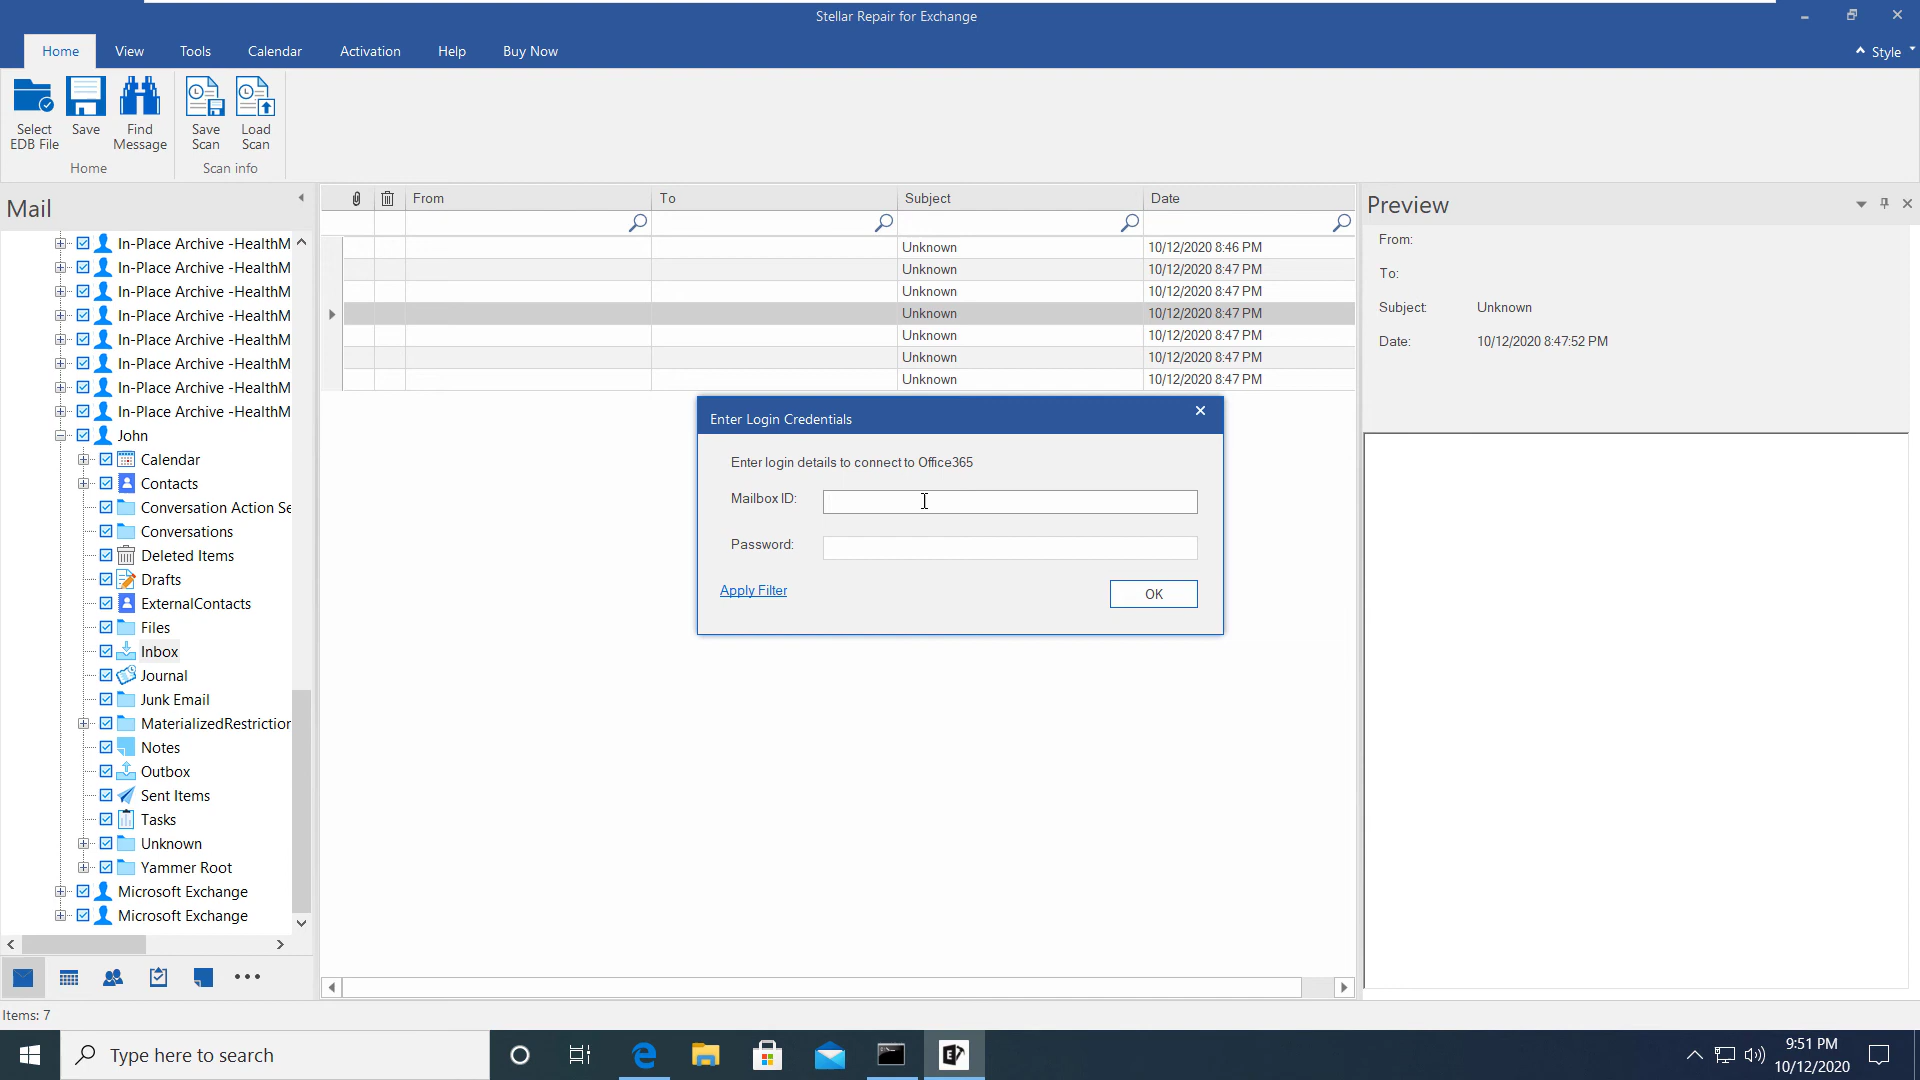 Stellar Repair for Exchange
Home
View
Tools
Calendar
Activation
Help
Buy Now
Style
Select EDB File
Save
Find Message
Save Scan
Load Scan
Home
Scan info
Mail
In-Place Archive -HealthM
In-Place Archive -HealthM
In-Place Archive -HealthM
In-Place Archive -HealthM
In-Place Archive -HealthM
In-Place Archive -HealthM
In-Place Archive -HealthM
In-Place Archive -HealthM
John
Calendar
Contacts
Conversation Action Se
Conversations
Deleted Items
Drafts
ExternalContacts
Files
Inbox
Journal
Junk Email
MaterializedRestriction
Notes
Outbox
Sent Items
Tasks
Unknown
Yammer Root
Microsoft Exchange
Microsoft Exchange
From To Subject Date
Unknown 10/12/2020 8:46 PM
Unknown 10/12/2020 8:47 PM
Unknown 10/12/2020 8:47 PM
Unknown 10/12/2020 8:47 PM
Unknown 10/12/2020 8:47 PM
Unknown 10/12/2020 8:47 PM
Unknown 10/12/2020 8:47 PM
Enter Login Credentials
Enter login details to connect to Office365
Mailbox ID:
Password:
Apply Filter
OK
Preview
From:
To:
Subject: Unknown
Date: 10/12/2020 8:47:52 PM
Items: 7
Type here to search
9:51 PM
10/12/2020